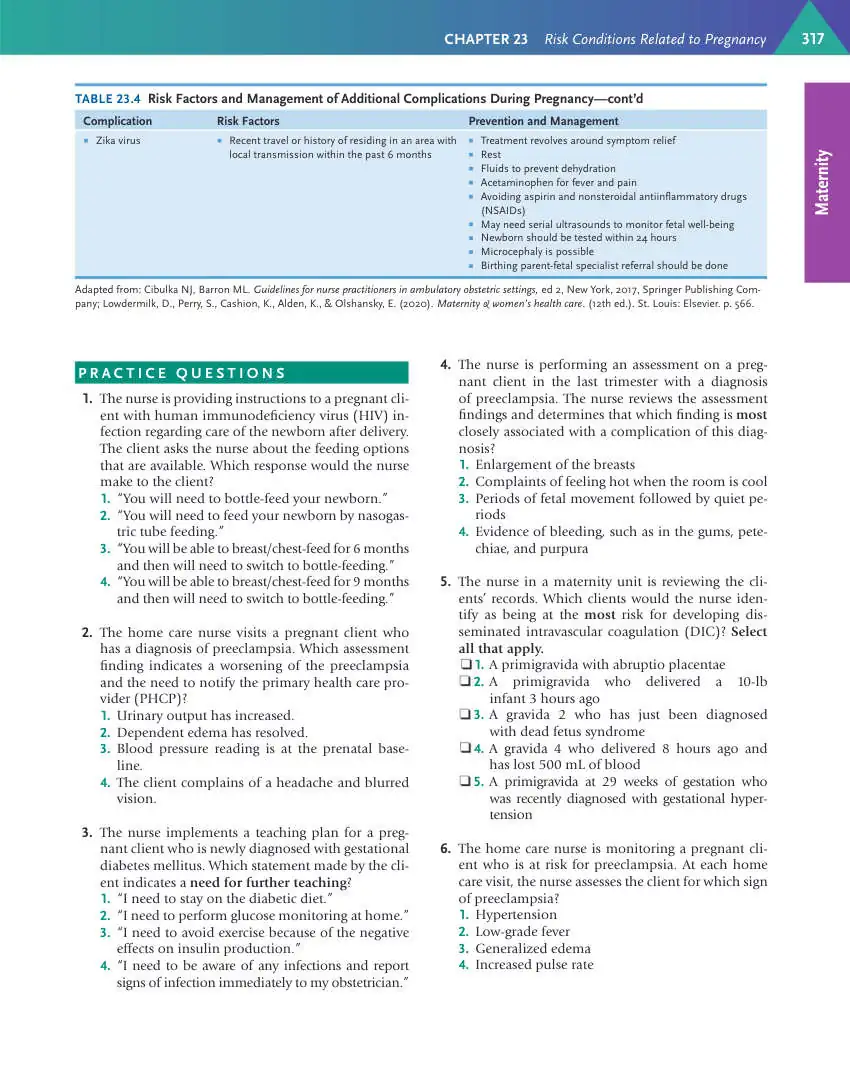 CHAPTER 23 Risk Conditions Related to Pregnancy 317
Maternity
TABLE 23.4 Risk Factors and Management of Additional Complications During Pregnancy—cont'd
Complication Risk Factors Prevention and Management
▪ Zika virus ▪ Recent travel or history of residing in an area with ▪ Treatment revolves around symptom relief
local transmission within the past 6 months ▪ Rest
▪ Fluids to prevent dehydration
▪ Acetaminophen for fever and pain
▪ Avoiding aspirin and nonsteroidal antiinflammatory drugs
(NSAIDs)
▪ May need serial ultrasounds to monitor fetal well-being
▪ Newborn should be tested within 24 hours
▪ Microcephaly is possible
▪ Birthing parent-fetal specialist referral should be done
Adapted from: Cibulka NJ, Barron ML. Guidelines for nurse practitioners in ambulatory obstetric settings, ed 2, New York, 2017, Springer Publishing Com-
pany; Lowdermilk, D., Perry, S., Cashion, K., Alden, K., & Olshansky, E. (2020). Maternity & women's health care. (12th ed.). St. Louis: Elsevier. p. 566.
PRACTICE QUESTIONS
1. The nurse is providing instructions to a pregnant cli-
ent with human immunodeficiency virus (HIV) in-
fection regarding care of the newborn after delivery.
The client asks the nurse about the feeding options
that are available. Which response would the nurse
make to the client?
1. "You will need to bottle-feed your newborn."
2. "You will need to feed your newborn by nasogas-
tric tube feeding."
3. "You will be able to breast/chest-feed for 6 months
and then will need to switch to bottle-feeding."
4. "You will be able to breast/chest-feed for 9 months
and then will need to switch to bottle-feeding."
2. The home care nurse visits a pregnant client who
has a diagnosis of preeclampsia. Which assessment
finding indicates a worsening of the preeclampsia
and the need to notify the primary health care pro-
vider (PHCP)?
1. Urinary output has increased.
2. Dependent edema has resolved.
3. Blood pressure reading is at the prenatal base-
line.
4. The client complains of a headache and blurred
vision.
3. The nurse implements a teaching plan for a preg-
nant client who is newly diagnosed with gestational
diabetes mellitus. Which statement made by the cli-
ent indicates a need for further teaching?
1. "I need to stay on the diabetic diet."
2. "I need to perform glucose monitoring at home."
3. "I need to avoid exercise because of the negative
effects on insulin production."
4. "I need to be aware of any infections and report
signs of infection immediately to my obstetrician."
4. The nurse is performing an assessment on a preg-
nant client in the last trimester with a diagnosis
of preeclampsia. The nurse reviews the assessment
findings and determines that which finding is most
closely associated with a complication of this diag-
nosis?
1. Enlargement of the breasts
2. Complaints of feeling hot when the room is cool
3. Periods of fetal movement followed by quiet pe-
riods
4. Evidence of bleeding, such as in the gums, pete-
chiae, and purpura
5. The nurse in a maternity unit is reviewing the cli-
ents' records. Which clients would the nurse iden-
tify as being at the most risk for developing dis-
seminated intravascular coagulation (DIC)? Select
all that apply.
❑ 1. A primigravida with abruptio placentae
❑ 2. A primigravida who delivered a 10-lb
infant 3 hours ago
❑ 3. A gravida 2 who has just been diagnosed
with dead fetus syndrome
❑ 4. A gravida 4 who delivered 8 hours ago and
has lost 500 mL of blood
❑ 5. A primigravida at 29 weeks of gestation who
was recently diagnosed with gestational hyper-
tension
6. The home care nurse is monitoring a pregnant cli-
ent who is at risk for preeclampsia. At each home
care visit, the nurse assesses the client for which sign
of preeclampsia?
1. Hypertension
2. Low-grade fever
3. Generalized edema
4. Increased pulse rate